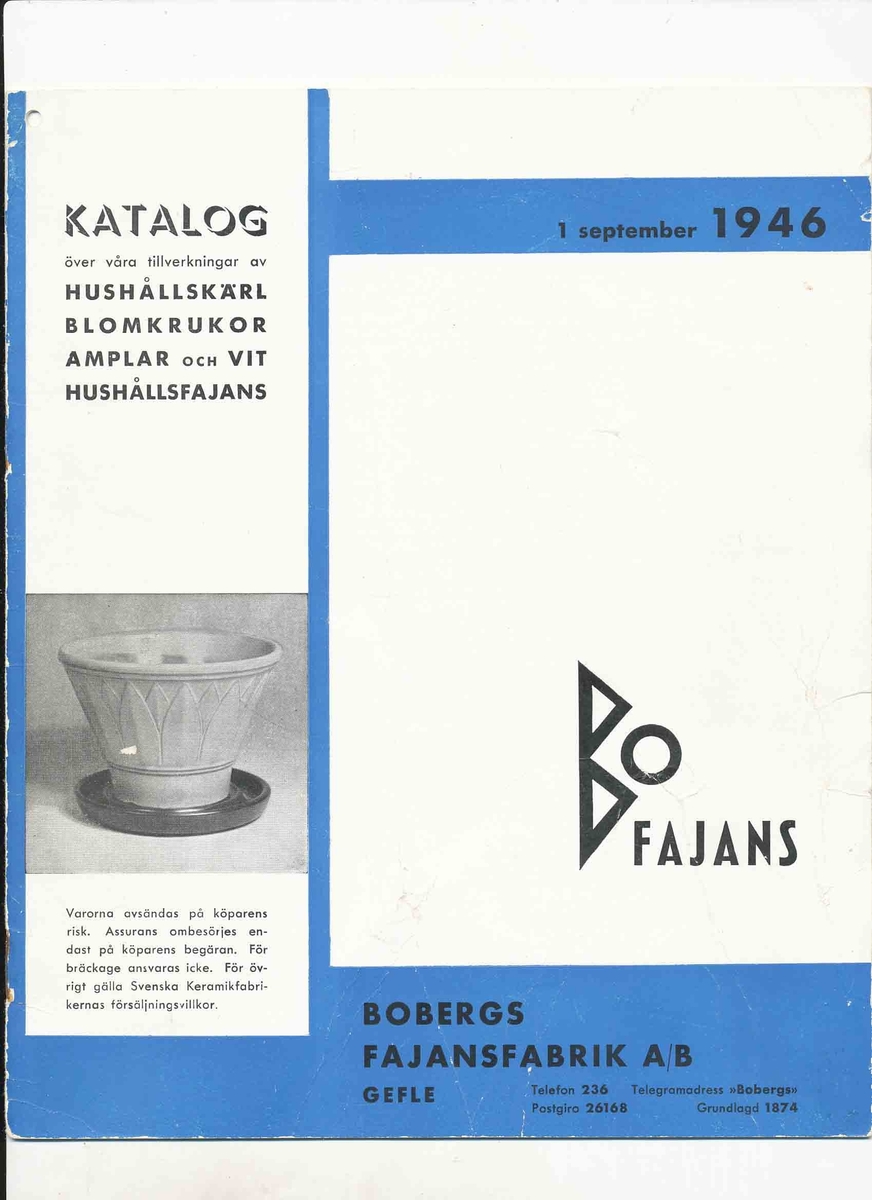 KATALOG
över våra tillverkningar av
HUSHÅLLSKÄRL
BLOMKRUKOR
AMPLAR OCH VIT
HUSHÅLLSFAJANS
1 september 1946
Bo
FAJANS
Varorna avsändas på köparens
risk. Assurans ombesörjes en-
dast på köparens begäran. För
bräckage ansvaras icke. För öv-
rigt gälla Svenska Keramikfabri-
kernas försäljningsvillkor.
BOBERGS
FAJANSFABRIK A/B
GEFLE
Telefon 236 Telegramadress »Bobergs»
Postgiro 26168 Grundlagd 1874